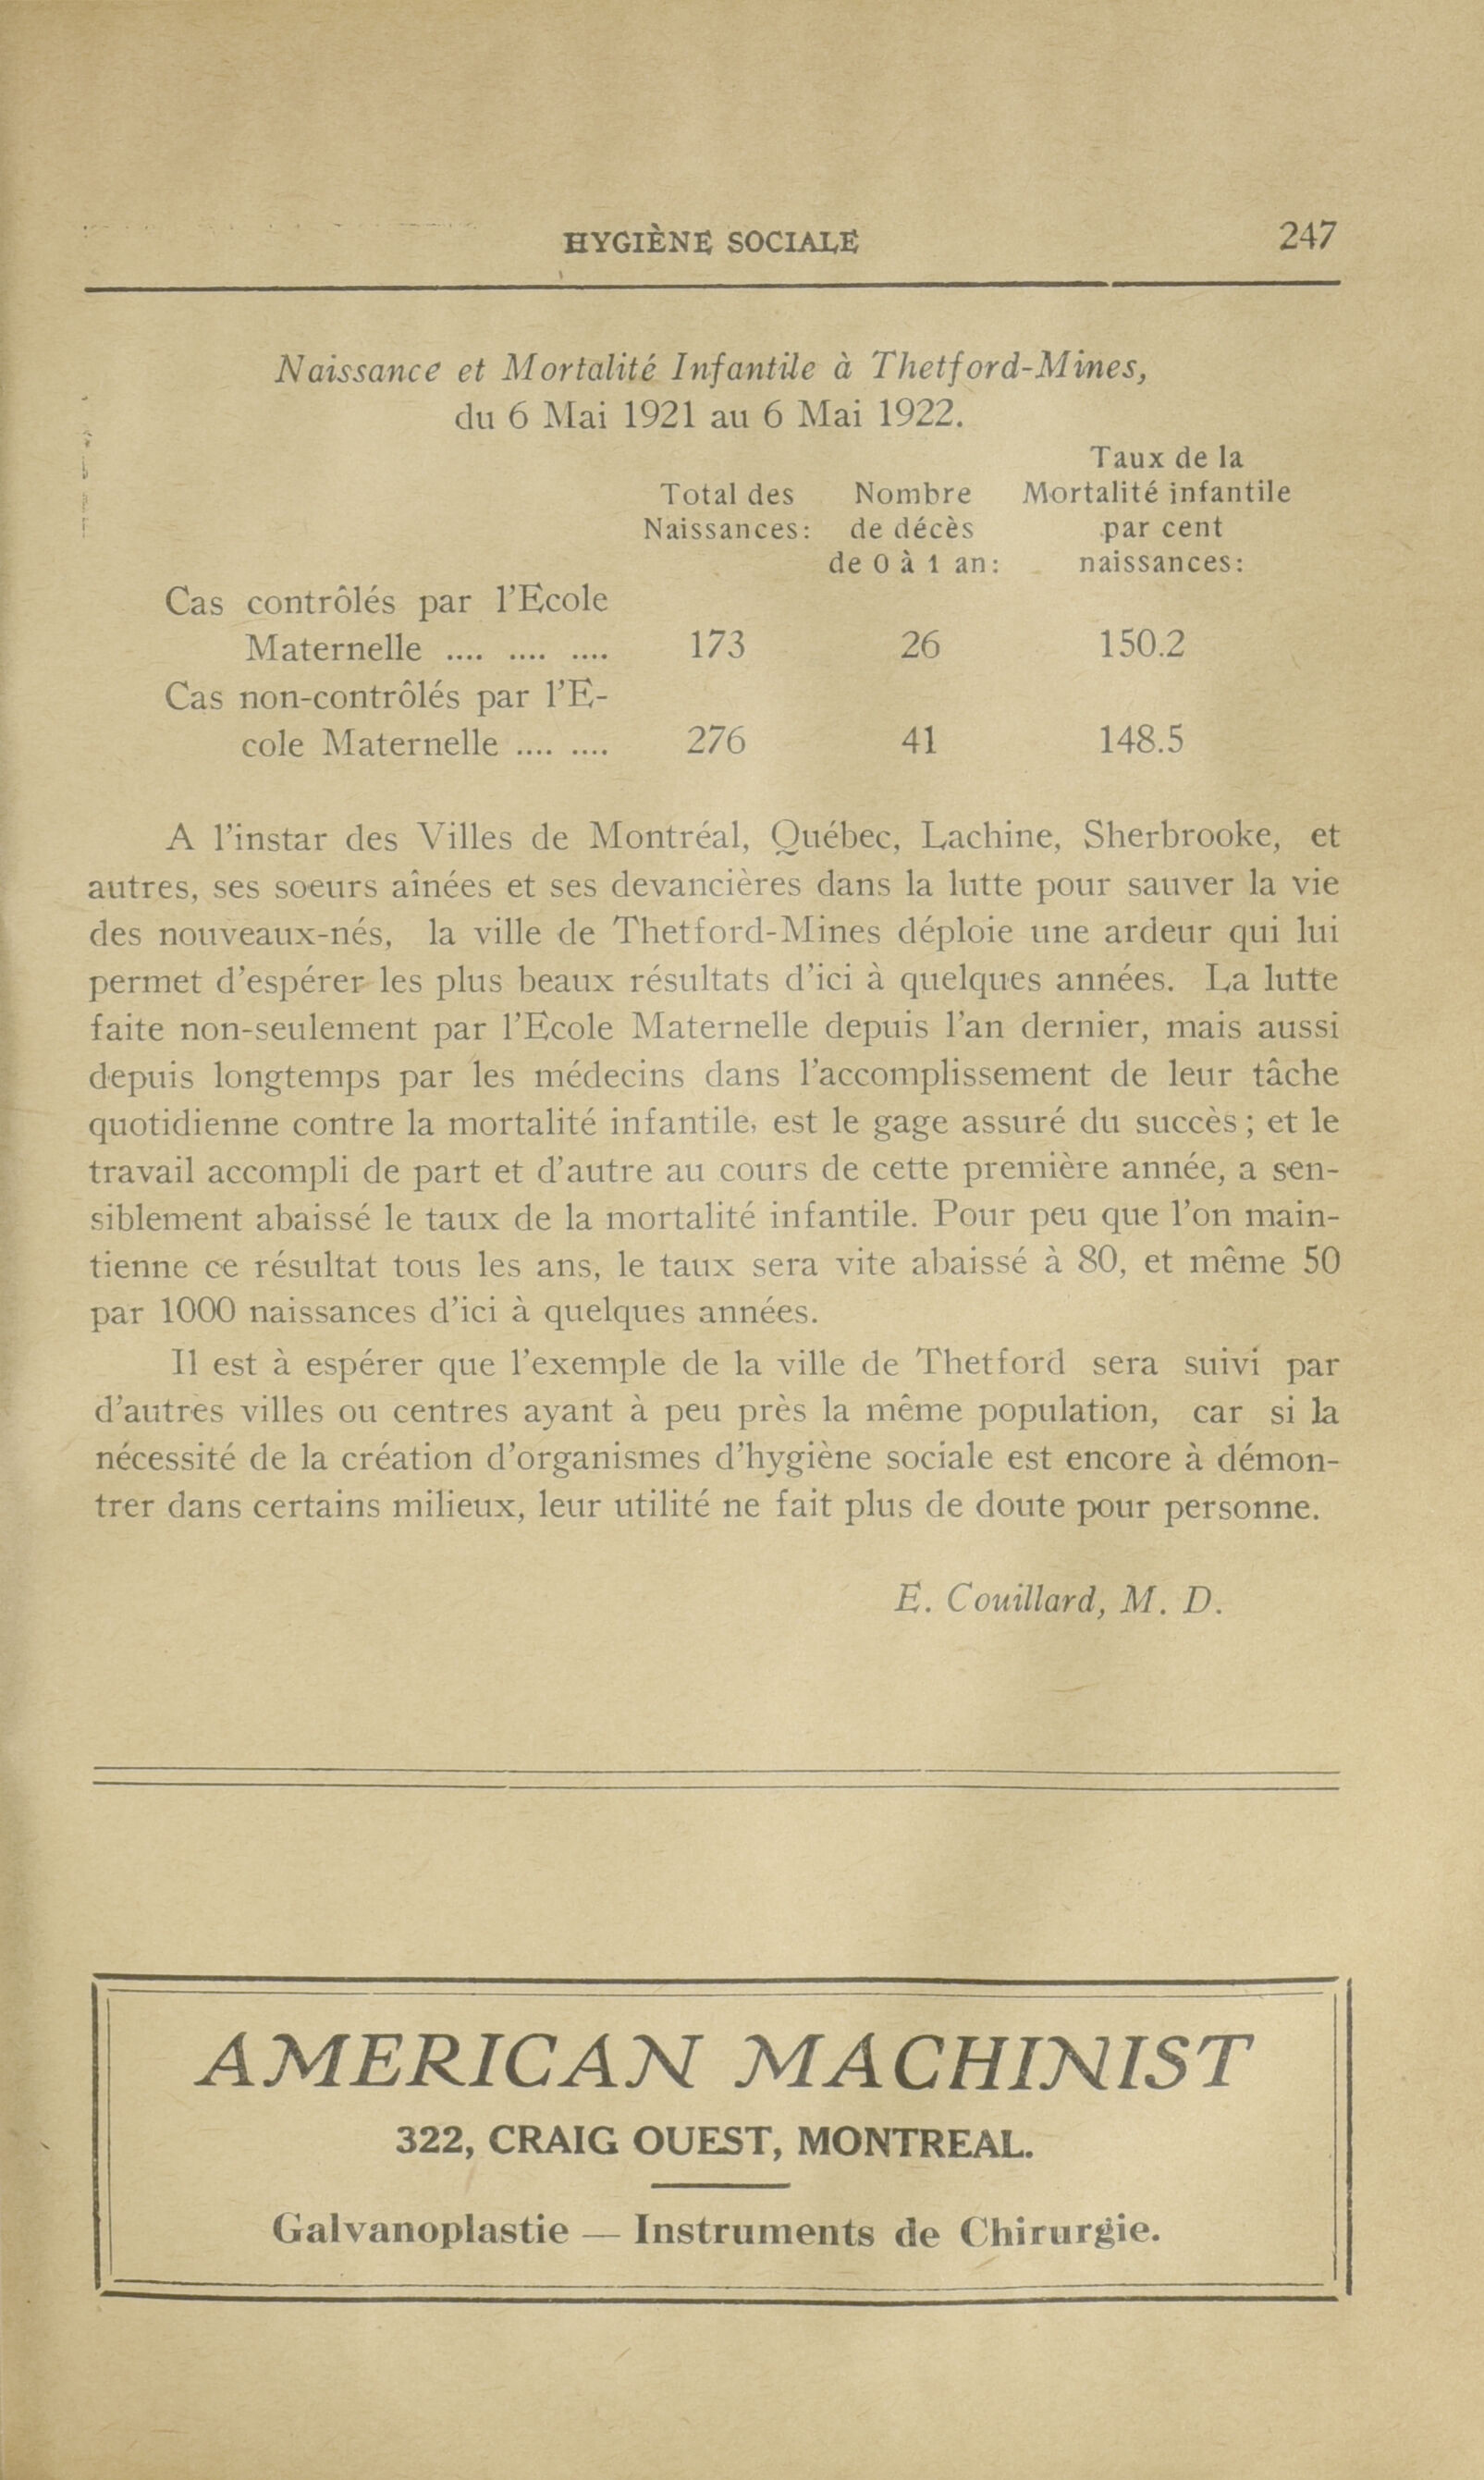 HYGIÈNE SOCIALE 247
Naissance et Mortalité Infantile à Thetford-Mines,
du 6 Mai 1921 au 6 Mai 1922.
Taux de la
Total des Nombre Mortalité infantile
Naissances: de décès par cent
de 0 à 1 an: naissances:
Cas contrôlés par l'Ecole
Maternelle .... .... .... 173 26 150.2
Cas non-contrôlés par l'E-
cole Maternelle .... .... 276 41 148.5
A l'instar des Villes de Montréal, Québec, Lachine, Sherbrooke, et
autres, ses soeurs aînées et ses devancières dans la lutte pour sauver la vie
des nouveaux-nés, la ville de Thetford-Mines déploie une ardeur qui lui
permet d'espérer les plus beaux résultats d'ici à quelques années. La lutte
faite non-seulement par l'Ecole Maternelle depuis l'an dernier, mais aussi
depuis longtemps par les médecins dans l'accomplissement de leur tâche
quotidienne contre la mortalité infantile, est le gage assuré du succès ; et le
travail accompli de part et d'autre au cours de cette première année, a sen-
siblement abaissé le taux de la mortalité infantile. Pour peu que l'on main-
tienne ce résultat tous les ans, le taux sera vite abaissé à 80, et même 50
par 1000 naissances d'ici à quelques années.
Il est à espérer que l'exemple de la ville de Thetford sera suivi par
d'autres villes ou centres ayant à peu près la même population, car si la
nécessité de la création d'organismes d'hygiène sociale est encore à démon-
trer dans certains milieux, leur utilité ne fait plus de doute pour personne.
E. Couillard, M. D.
AMERICAN MACHINIST
322, CRAIG OUEST, MONTREAL.
Galvanoplastie — Instruments de Chirurgie.